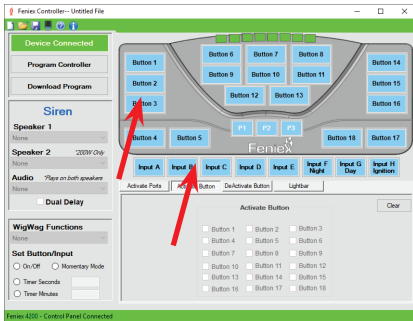 Feniex Controller-- Untitled File
Device Connected
Program Controller
Download Program
Siren
Speaker 1
None
Speaker 2 *200W Only
None
Audio *Plays on both speakers
None
Dual Delay
WigWag Functions
None
Set Button/Input
On/Off Momentary Mode
Timer Seconds
Timer Minutes
Button 6 Button 7 Button 8
Button 1 Button 14
Button 9 Button 10 Button 11
Button 2 Button 15
Button 12 Button 13
Button 3 Button 16
P1 P2 P3
Button 4 Button 5 Button 18 Button 17
Feniex
Input A Input B Input C Input D Input E Input F Night Input G Day Input H Ignition
Activate Ports Activate Button DeActivate Button Lightbar
Activate Button Clear
Button 1 Button 2 Button 3
Button 4 Button 5 Button 6
Button 7 Button 8 Button 9
Button 10 Button 11 Button 12
Button 13 Button 14 Button 15
Button 16 Button 17 Button 18
Feniex 4200 - Control Panel Connected